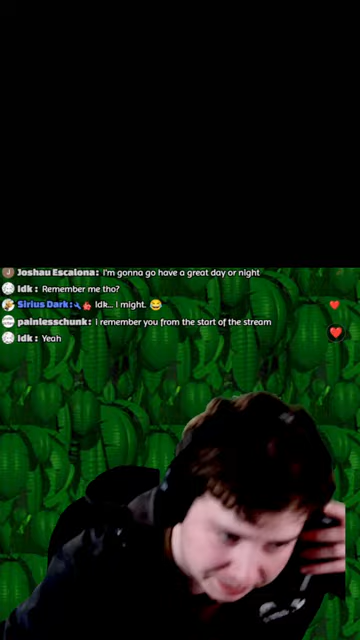 Joshau Escalona: I'm gonna go have a great day or night
Idk : Remember me tho?
Sirius Dark: Idk... I might. 😂
painlesschunk: i remember you from the start of the stream
Idk : Yeah